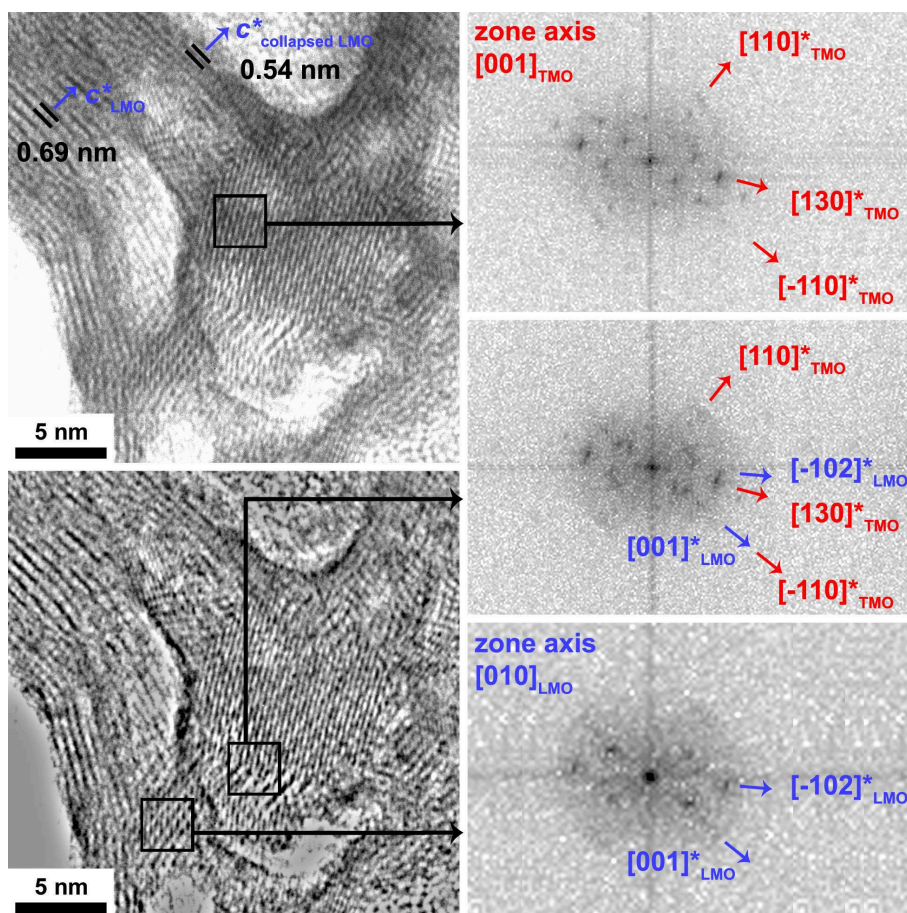 c*collapsed LMO
0.54 nm
c*LMO
0.69 nm
5 nm
zone axis
[001]TMO
[110]*TMO
[130]*TMO
[-110]*TMO
[110]*TMO
[-102]*LMO
[130]*TMO
[001]*LMO
[-110]*TMO
5 nm
zone axis
[010]LMO
[-102]*LMO
[001]*LMO